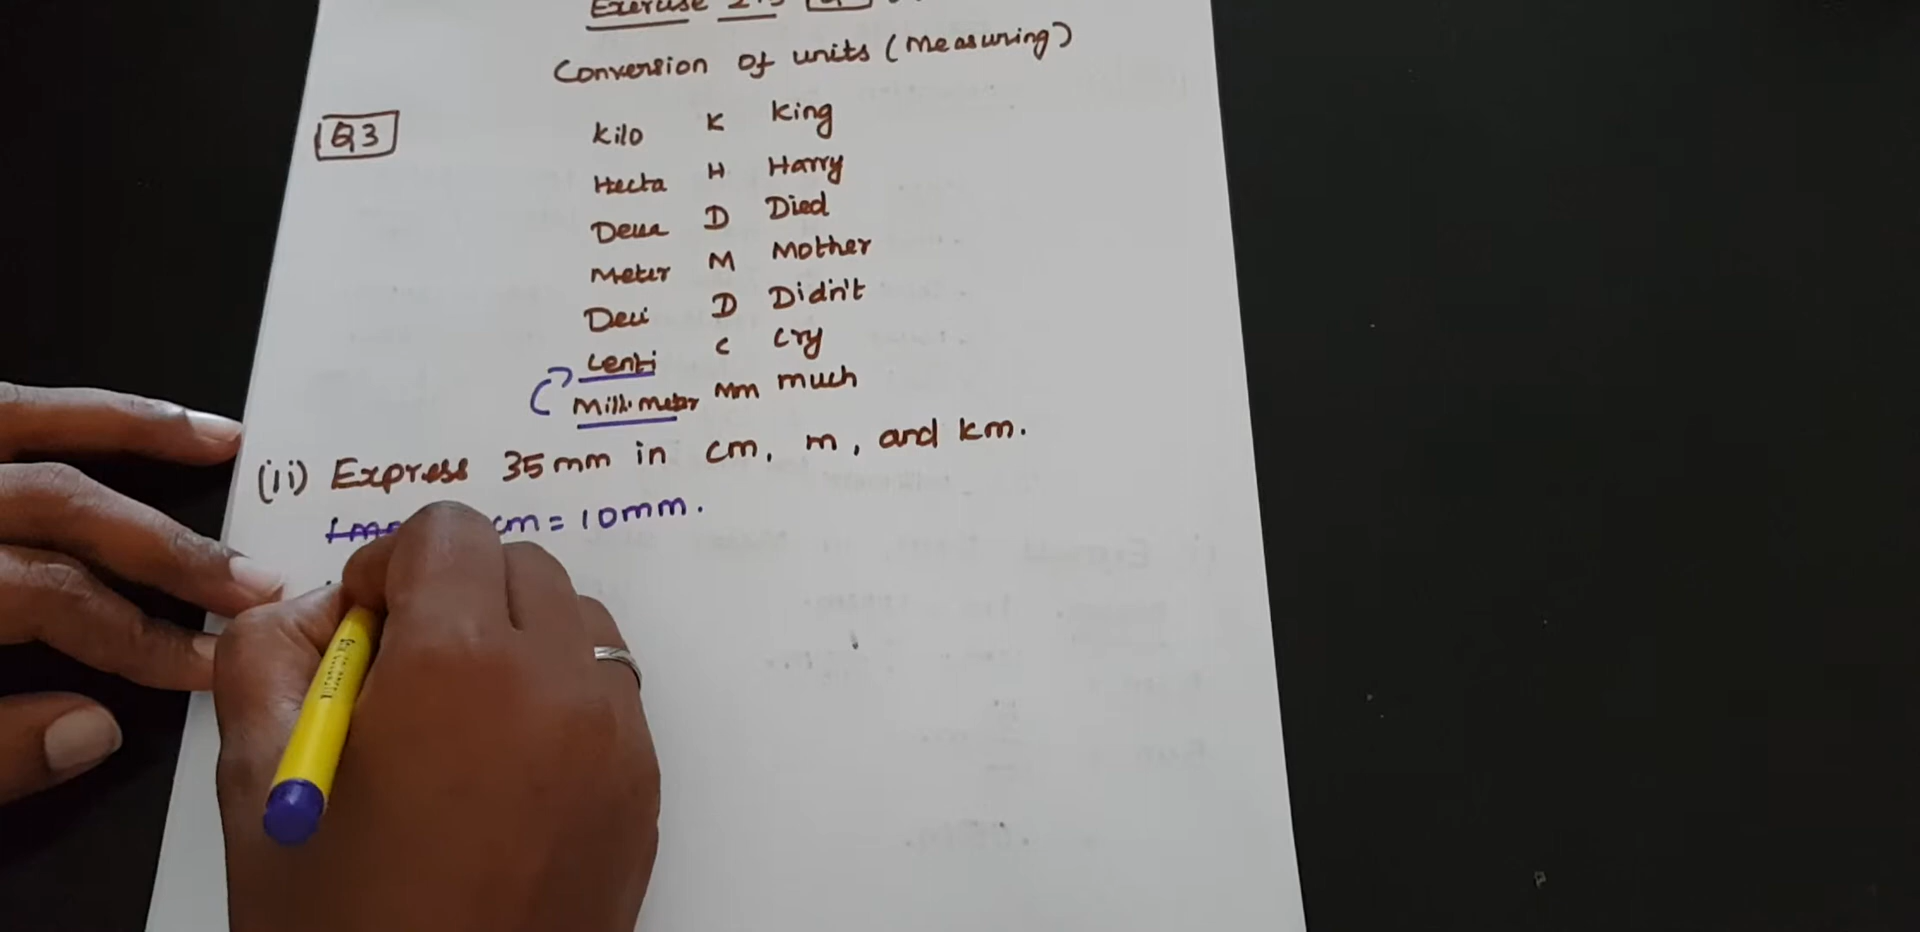 Exercise
Conversion of units (Measuring)
Q3
Kilo K King
Hecta H Harry
Deca D Died
Meter M Mother
Deci D Didn't
Centi C Cry
Millimeter Mm much
(ii) Express 35mm in cm, m, and km.
cm = 10mm.